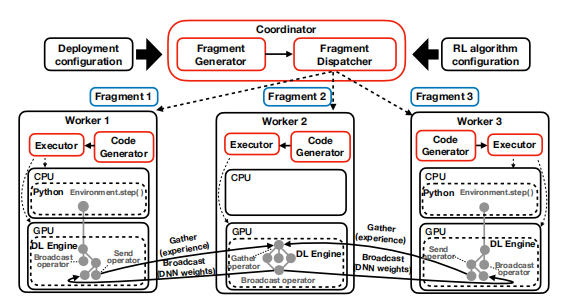 Coordinator
Deployment
configuration
Fragment
Generator
Fragment
Dispatcher
RL algorithm
configuration
Fragment 1
Fragment 2
Fragment 3
Worker 1
Executor
Code
Generator
CPU
Python Environment.step( )
GPU
DL Engine
Broadcast
operator
Send
operator
Gather
(experience)
Broadcast
(DNN weights)
Worker 2
Executor
Code
Generator
CPU
GPU
DL Engine
Gather
operator
Broadcast operator
Gather
(experience)
Broadcast
(DNN weights)
Worker 3
Code
Generator
Executor
CPU
Python Environment.step( )
GPU
DL Engine
Send
operator
Broadcast
operator